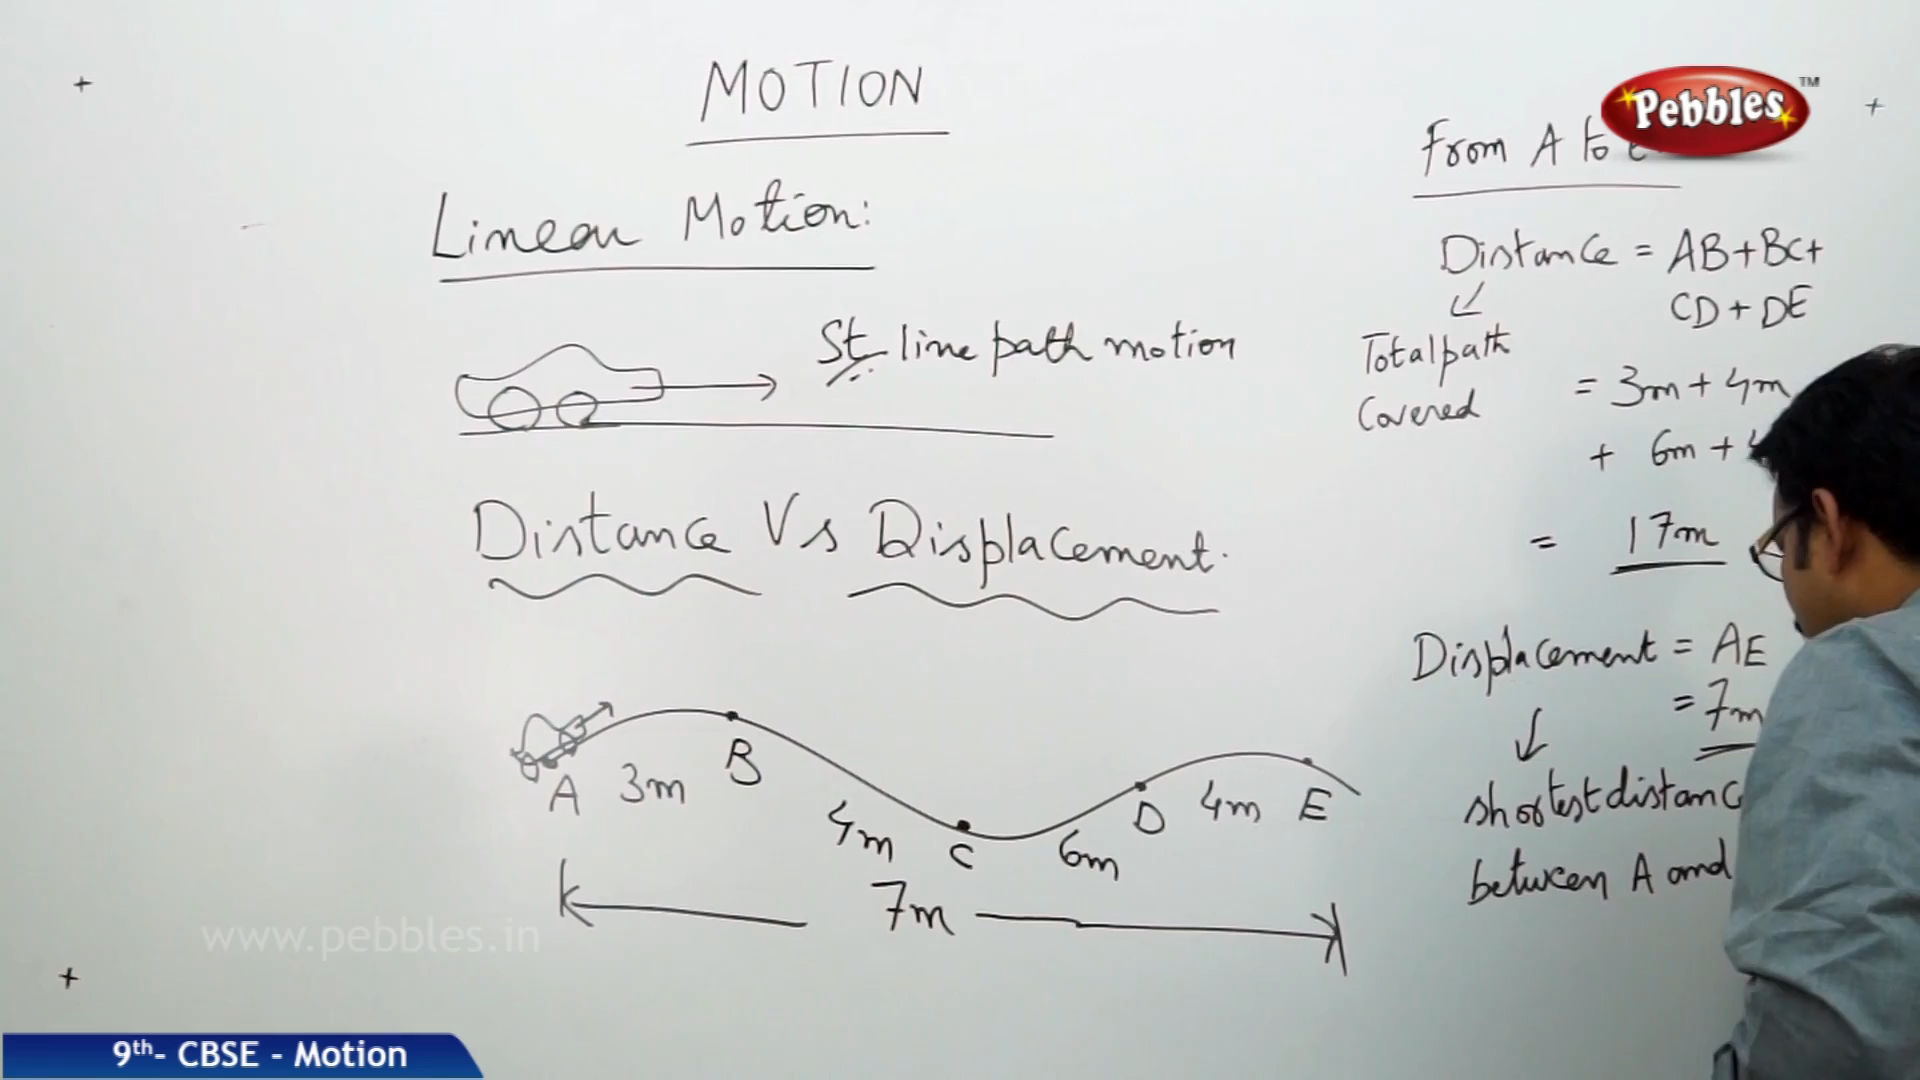 MOTION
Linear Motion:
St. line path motion
Distance Vs Displacement.
A 3m B 4m C 6m D 4m E
7m
Pebbles™
From A to
Distance = AB+BC+
CD + DE
Total path
Covered
= 3m + 4m
+ 6m +
= 17m
Displacement = AE
= 7m
shortest distanc
between A and
www.pebbles.in
9th- CBSE - Motion